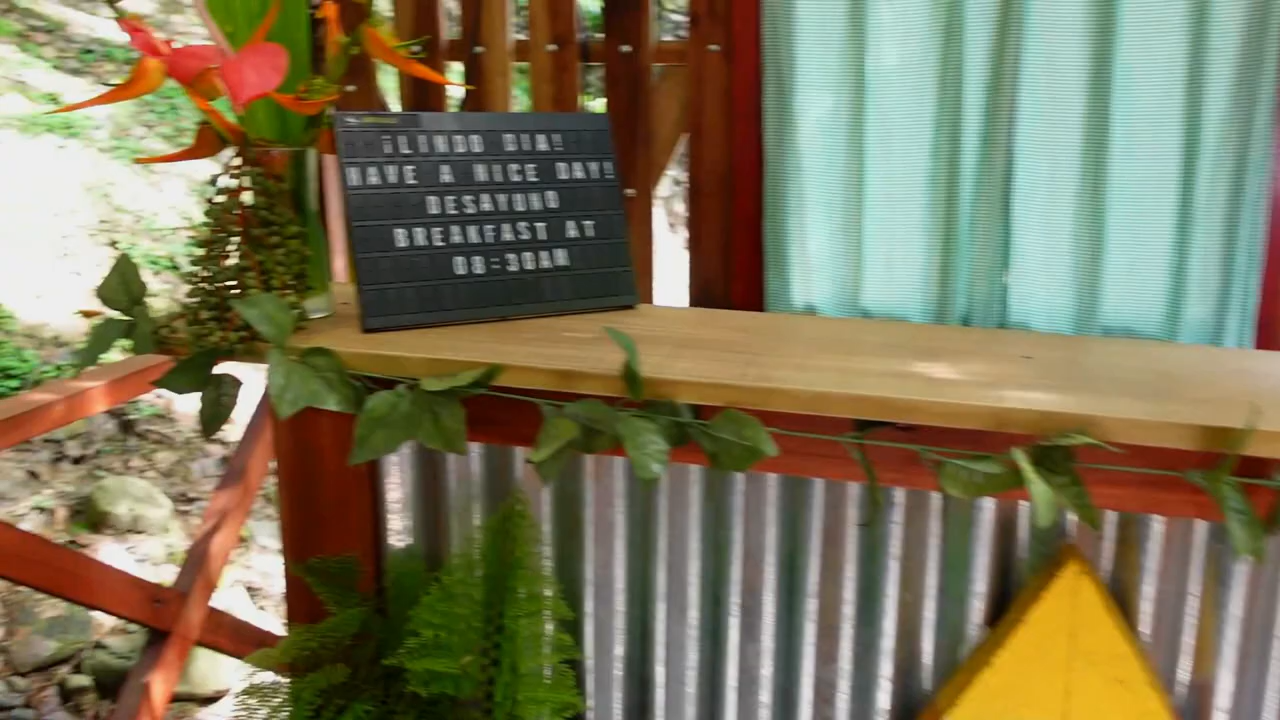 ¡LINDO DIA!!
HAVE A NICE DAY!!
DESAYUNO
BREAKFAST AT
08:30AM